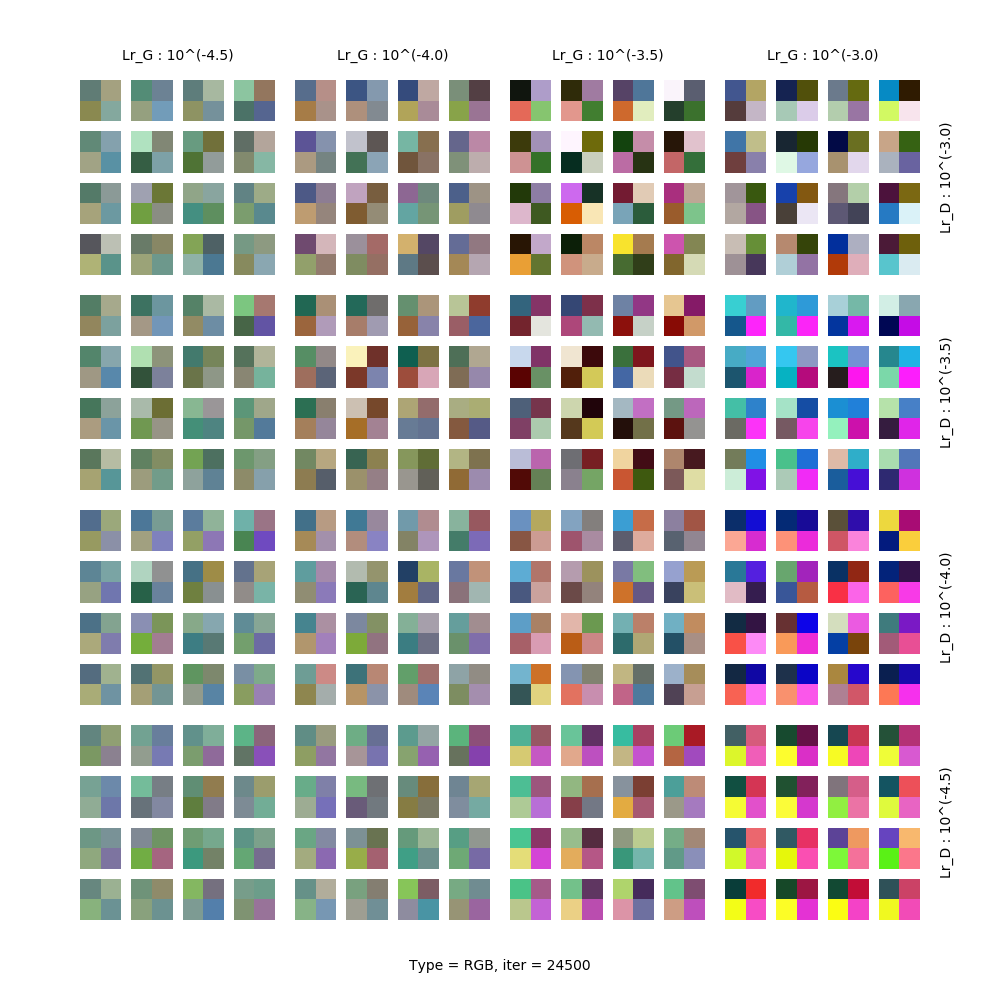 Lr_G : 10^(-4.5)
Lr_G : 10^(-4.0)
Lr_G : 10^(-3.5)
Lr_G : 10^(-3.0)
Lr_D : 10^(-3.0)
Lr_D : 10^(-3.5)
Lr_D : 10^(-4.0)
Lr_D : 10^(-4.5)
Type = RGB, iter = 24500